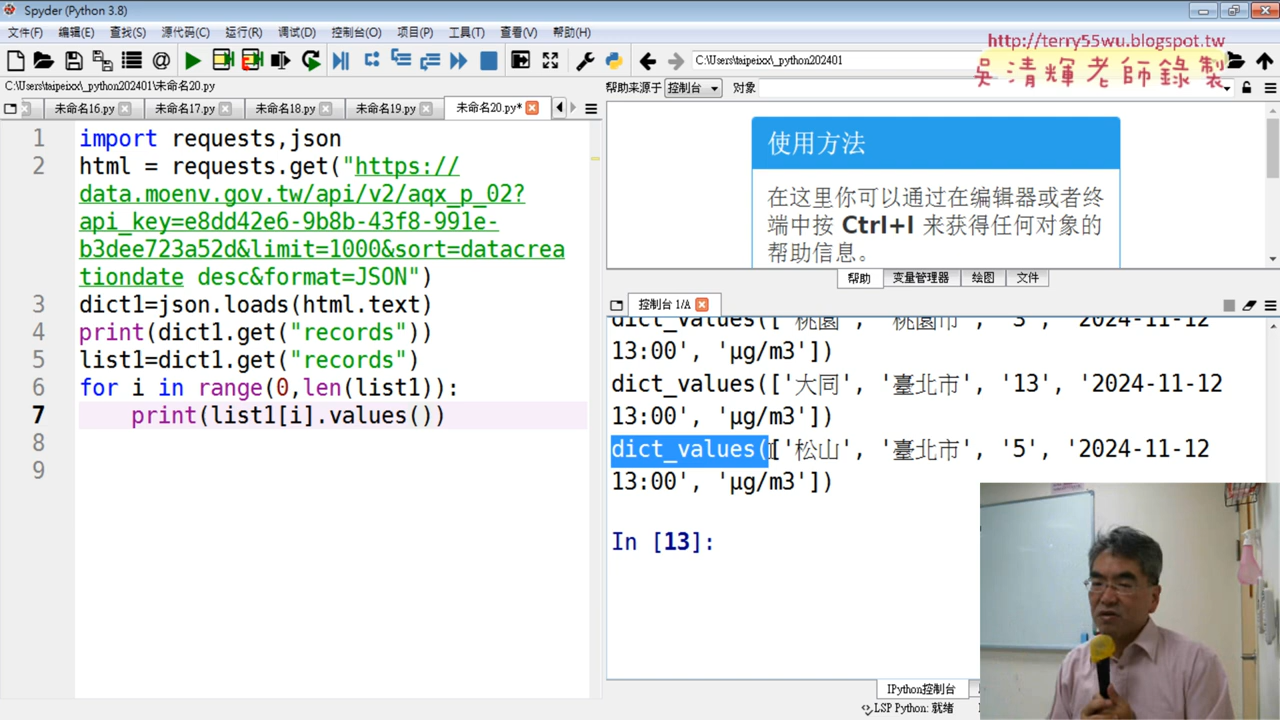 Spyder (Python 3.8)
文件(F) 编辑(E) 查找(S) 源代码(C) 运行(R) 调试(D) 控制台(O) 项目(P) 工具(T) 查看(V) 帮助(H)
http://terry55wu.blogspot.tw
吳清輝老師錄製
C:\Users\taipeixx\_python202401
C:\Users\taipeixx\_python202401\未命名20.py
帮助来源于 控制台 对象
未命名16.py 未命名17.py 未命名18.py 未命名19.py 未命名20.py*
1 import requests,json
2 html = requests.get("https://
data.moenv.gov.tw/api/v2/aqx_p_02?
api_key=e8dd42e6-9b8b-43f8-991e-
b3dee723a52d&limit=1000&sort=datacrea
tiondate desc&format=JSON")
3 dict1=json.loads(html.text)
4 print(dict1.get("records"))
5 list1=dict1.get("records")
6 for i in range(0,len(list1)):
7 print(list1[i].values())
8
9
使用方法
在这里你可以通过在编辑器或者终
端中按 Ctrl+I 来获得任何对象的
帮助信息。
帮助 变量管理器 绘图 文件
控制台 1/A
dict_values(['桃園', '桃園市', '3', '2024-11-12
13:00', 'μg/m3'])
dict_values(['大同', '臺北市', '13', '2024-11-12
13:00', 'μg/m3'])
dict_values(['松山', '臺北市', '5', '2024-11-12
13:00', 'μg/m3'])
In [13]:
IPython控制台
LSP Python: 就绪